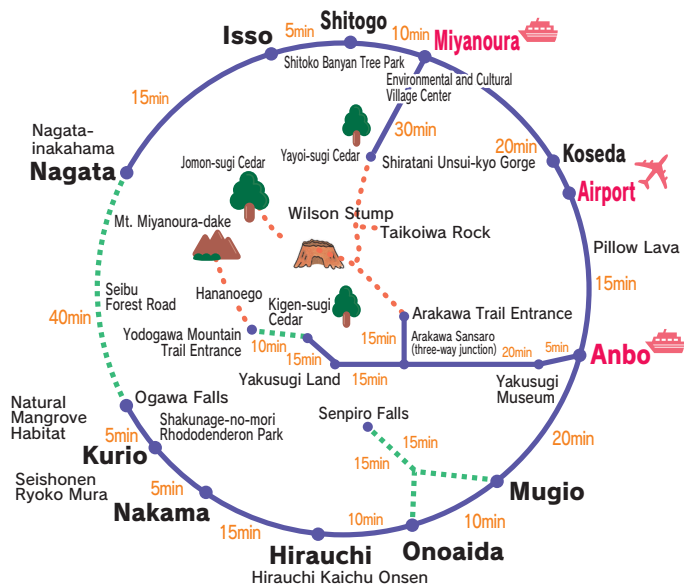 Shitogo
5min
10min
Miyanoura
Isso
Shitoko Banyan Tree Park
Environmental and Cultural
Village Center
15min
30min
20min
Nagata-
inakahama
Nagata
Jomon-sugi Cedar
Yayoi-sugi Cedar
Shiratani Unsui-kyo Gorge
Koseda
Airport
Mt. Miyanoura-dake
Wilson Stump
Taikoiwa Rock
Pillow Lava
15min
Seibu
Forest Road
40min
Hananoego
Kigen-sugi
Cedar
Arakawa Trail Entrance
Yodogawa Mountain
Trail Entrance
10min
15min
15min
Arakawa Sansaro
(three-way junction)
20min
5min
Anbo
Yakusugi Land
15min
Yakusugi
Museum
Ogawa Falls
Natural
Mangrove
Habitat
Shakunage-no-mori
Rhododenderon Park
Senpiro Falls
20min
5min
Kurio
15min
15min
Seishonen
Ryoko Mura
5min
Nakama
Mugio
15min
10min
10min
Hirauchi
Onoaida
Hirauchi Kaichu Onsen